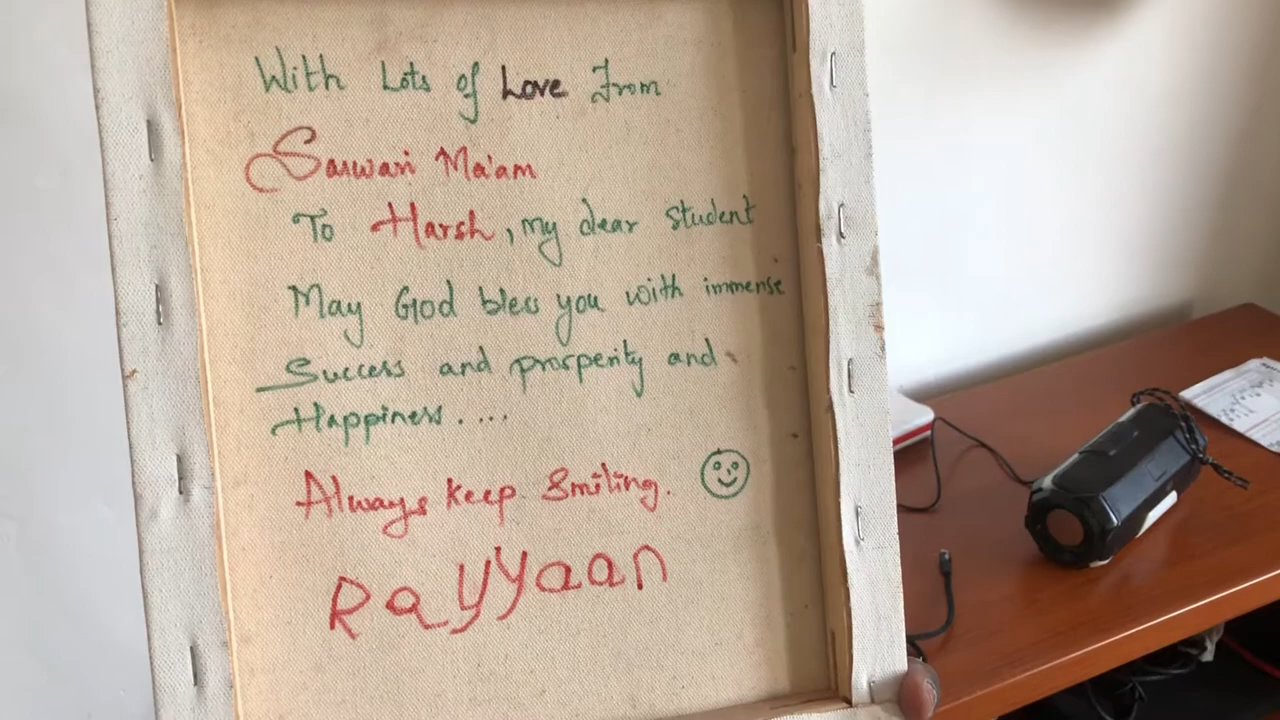 With Lots of Love From
Sarwari Ma'am
To Harsh, my dear student
May God bless you with immense
Success and prosperity and
Happiness....
Always keep Smiling.
Rayyaan